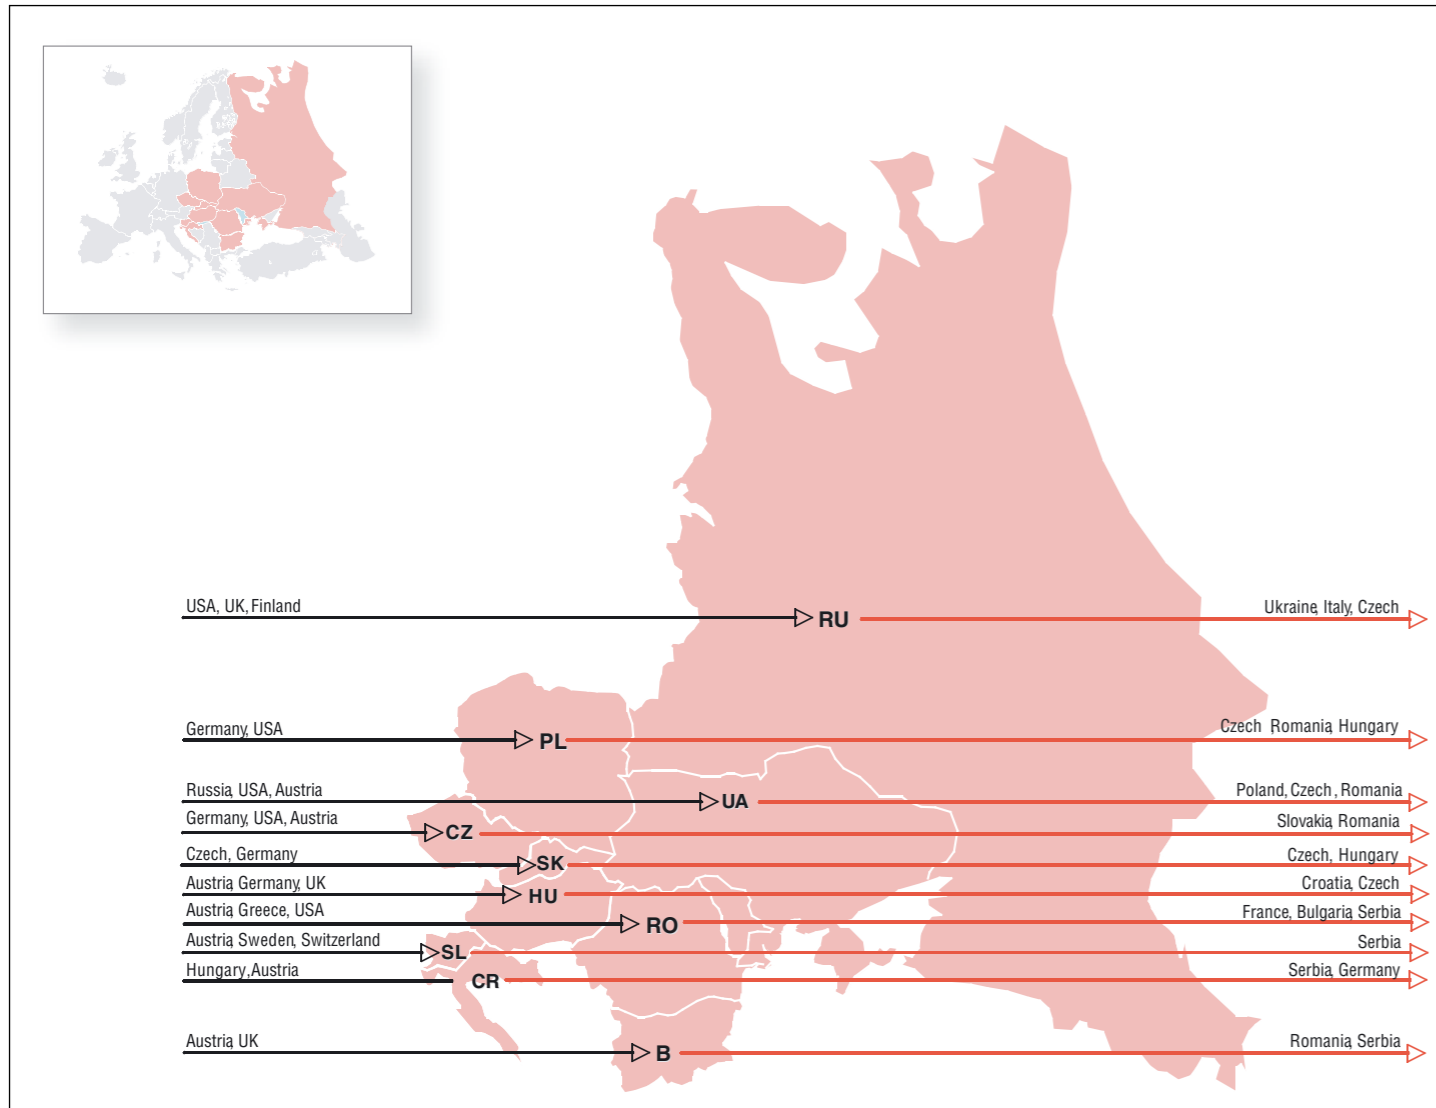 USA, UK, Finland RU Ukraine, Italy, Czech
Germany, USA PL Czech, Romania, Hungary
Russia, USA, Austria UA Poland, Czech, Romania
Germany, USA, Austria CZ Slovakia, Romania
Czech, Germany SK Czech, Hungary
Austria, Germany, UK HU Croatia, Czech
Austria, Greece, USA RO France, Bulgaria, Serbia
Austria, Sweden, Switzerland SL Serbia
Hungary, Austria CR Serbia, Germany
Austria, UK B Romania, Serbia